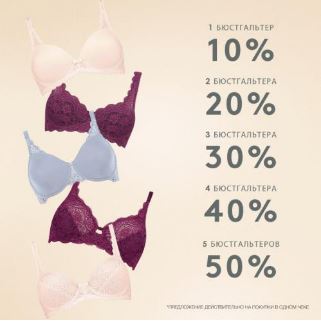 1 БЮСТГАЛЬТЕР
10%
2 БЮСТГАЛЬТЕРА
20%
3 БЮСТГАЛЬТЕРА
30%
4 БЮСТГАЛЬТЕРА
40%
5 БЮСТГАЛЬТЕРОВ
50%
*ПРЕДЛОЖЕНИЕ ДЕЙСТВИТЕЛЬНО НА ПОКУПКИ В ОДНОМ ЧЕКЕ